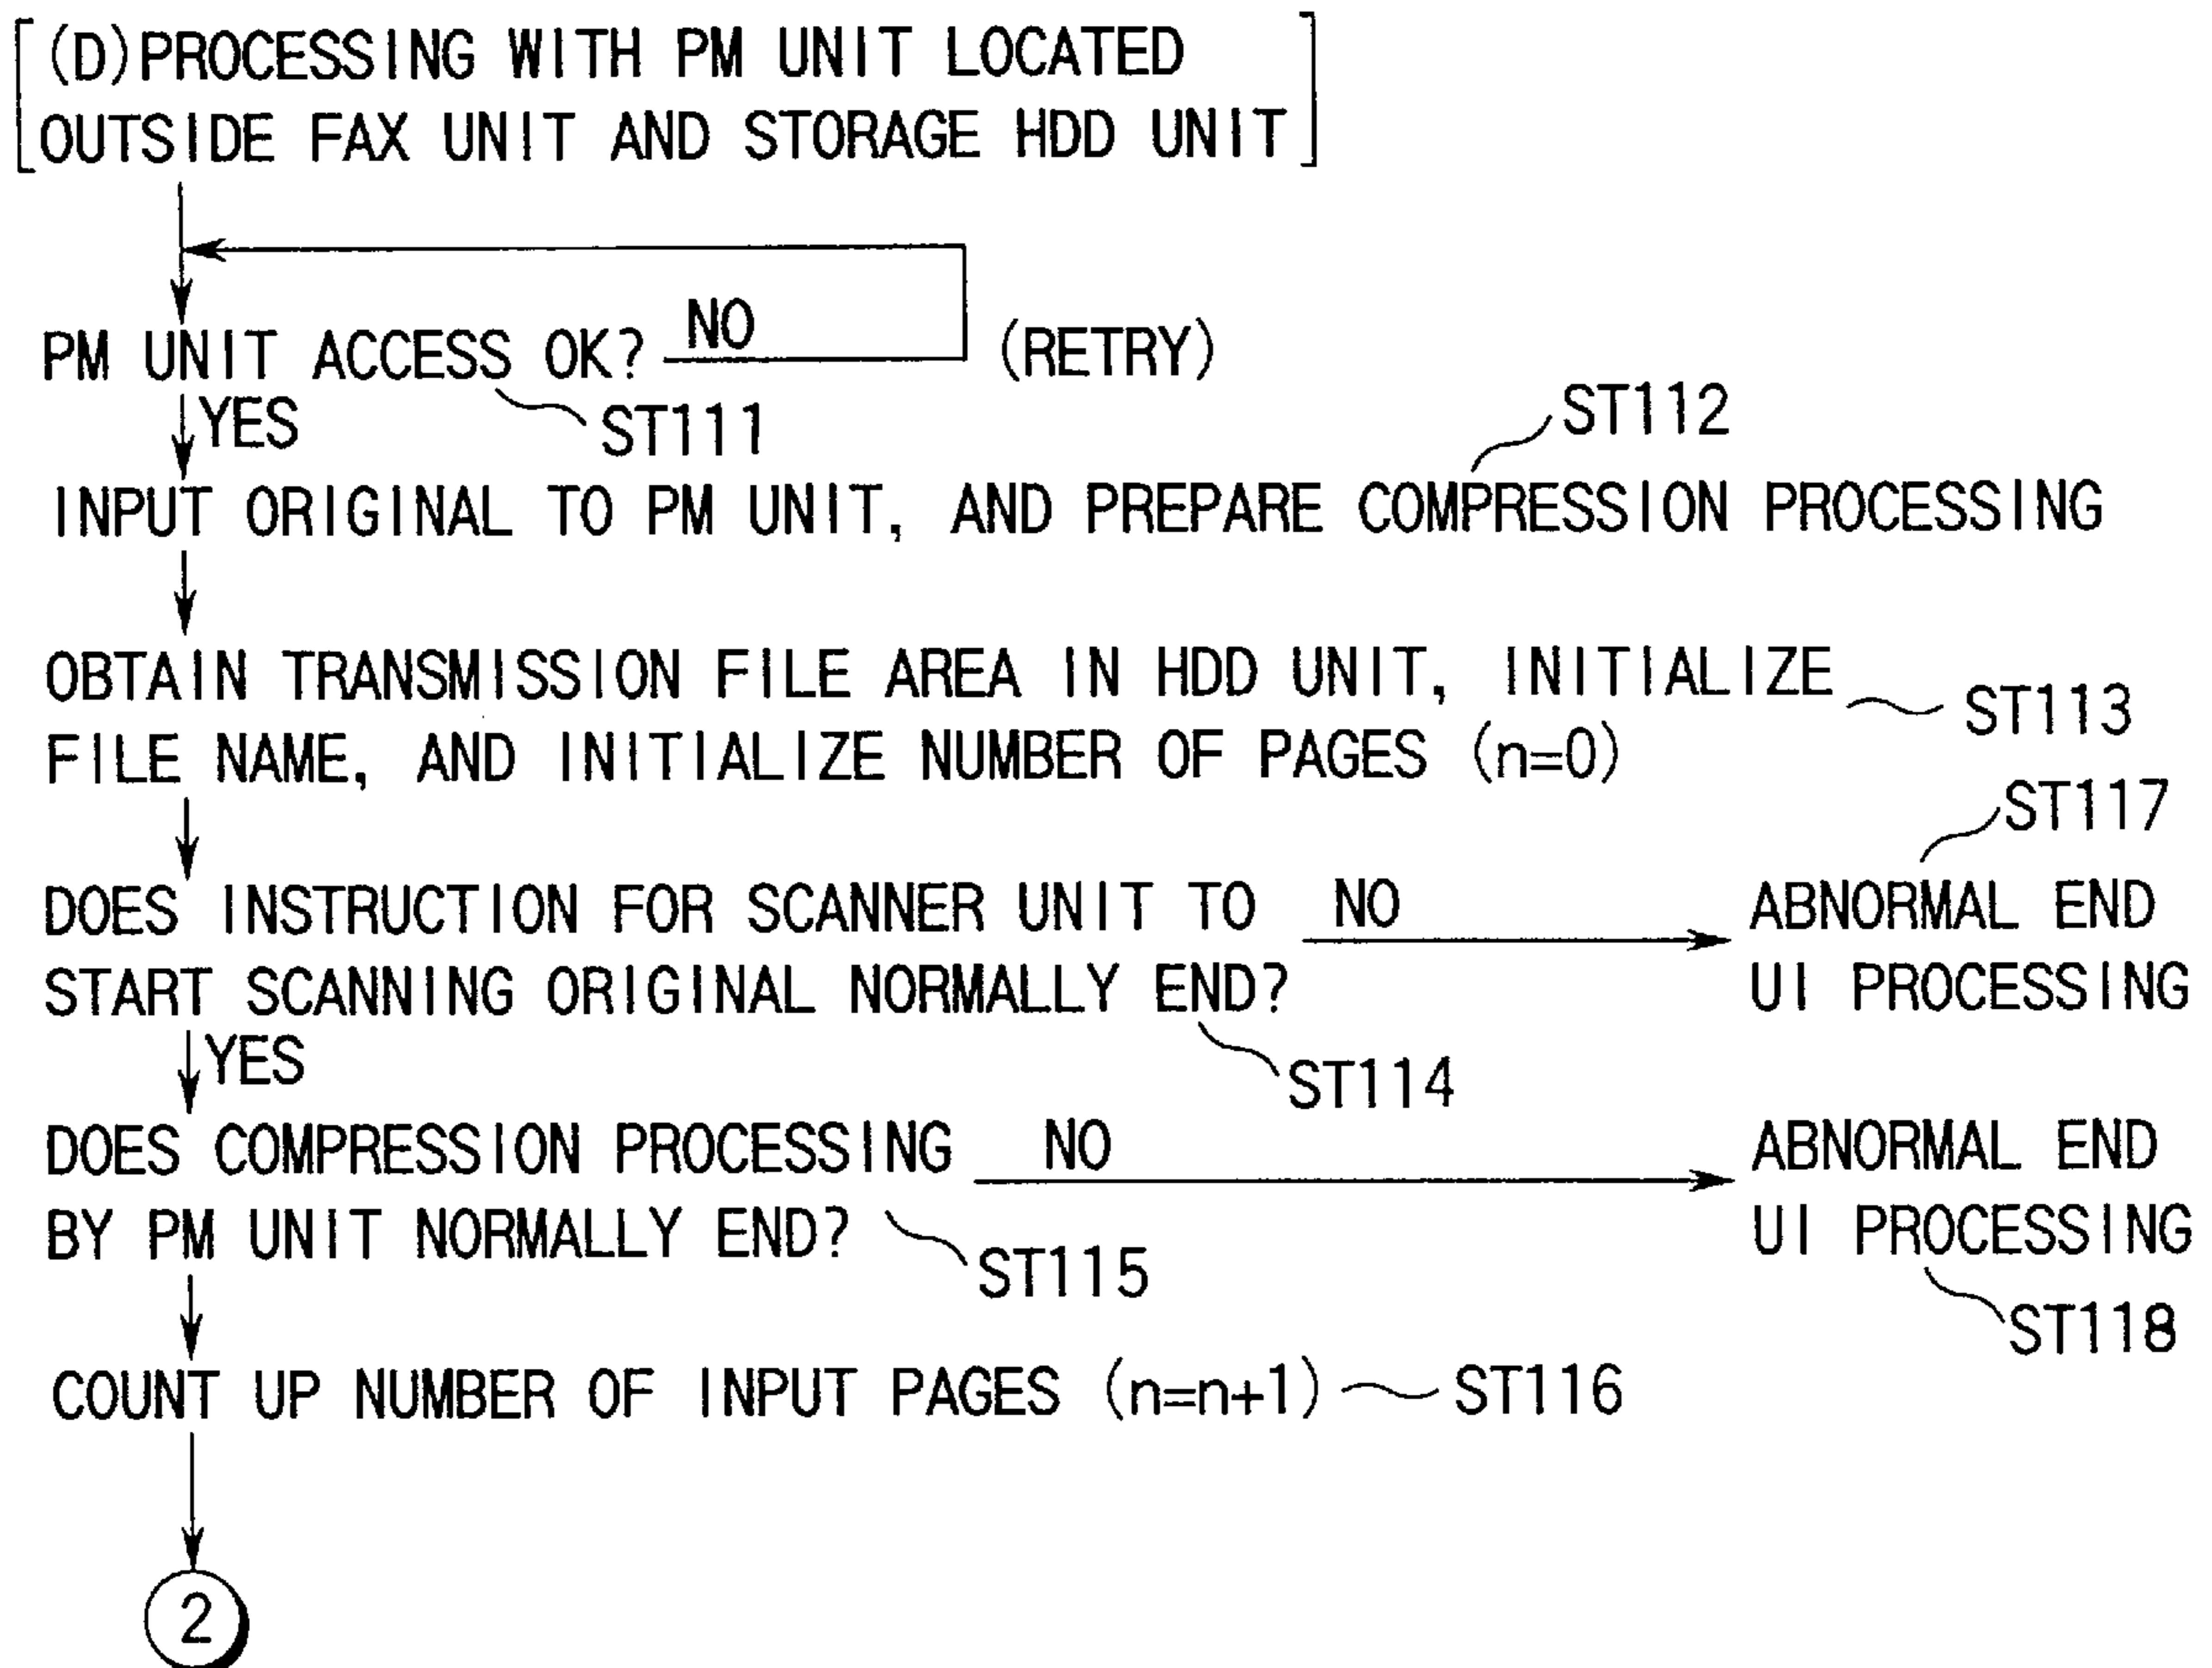 (D)PROCESSING WITH PM UNIT LOCATED
OUTSIDE FAX UNIT AND STORAGE HDD UNIT
PM UNIT ACCESS OK? NO (RETRY)
YES
ST111
ST112
INPUT ORIGINAL TO PM UNIT, AND PREPARE COMPRESSION PROCESSING
OBTAIN TRANSMISSION FILE AREA IN HDD UNIT, INITIALIZE
FILE NAME, AND INITIALIZE NUMBER OF PAGES (n=0)
ST113
ST117
DOES INSTRUCTION FOR SCANNER UNIT TO
START SCANNING ORIGINAL NORMALLY END?
NO
ABNORMAL END
UI PROCESSING
YES
ST114
DOES COMPRESSION PROCESSING
BY PM UNIT NORMALLY END?
NO
ABNORMAL END
UI PROCESSING
ST115
ST118
COUNT UP NUMBER OF INPUT PAGES (n=n+1) ST116
2